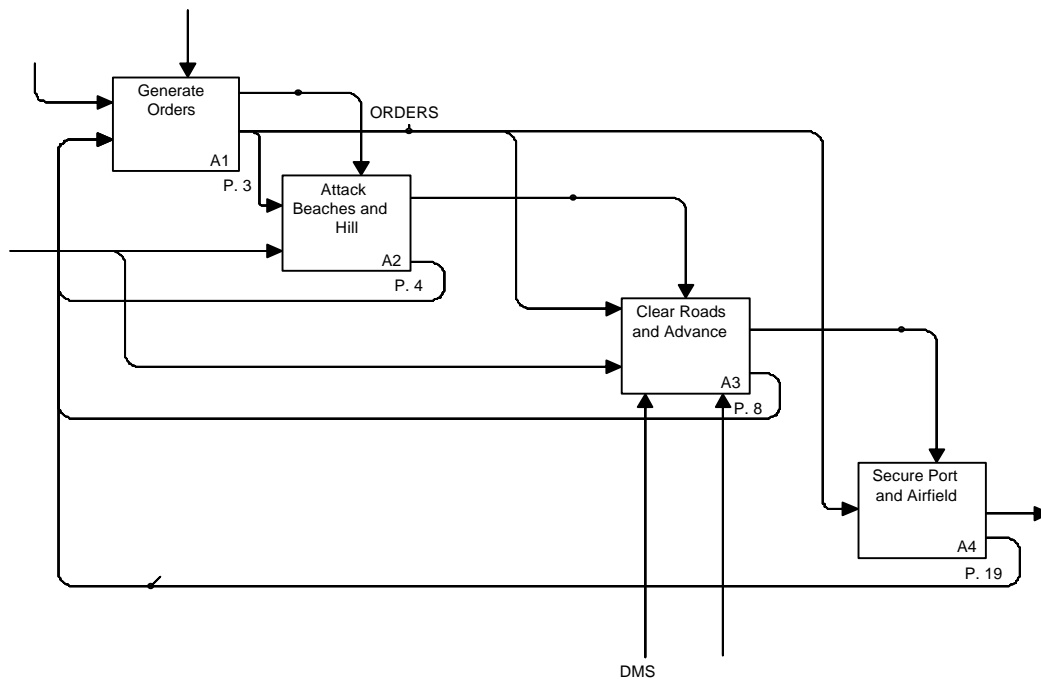 Generate
Orders
A1
P. 3
ORDERS
Attack
Beaches and
Hill
A2
P. 4
Clear Roads
and Advance
A3
P. 8
Secure Port
and Airfield
A4
P. 19
DMS